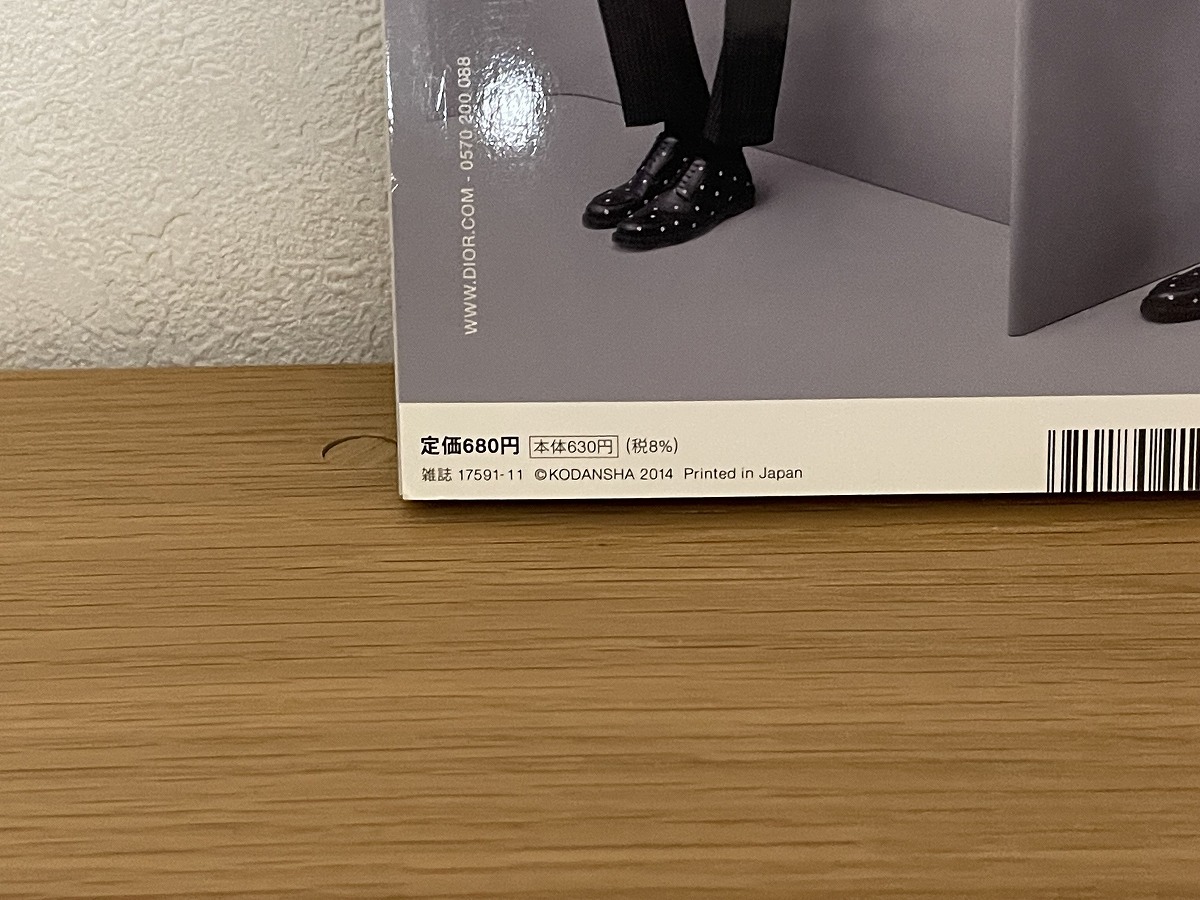 WWW.DIOR.COM - 0570 200 088
定価680円 本体630円 (税8%)
雑誌 17591-11 ©KODANSHA 2014 Printed in Japan